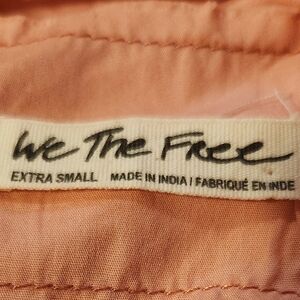 We The Free
EXTRA SMALL MADE IN INDIA / FABRIQUÉ EN INDE